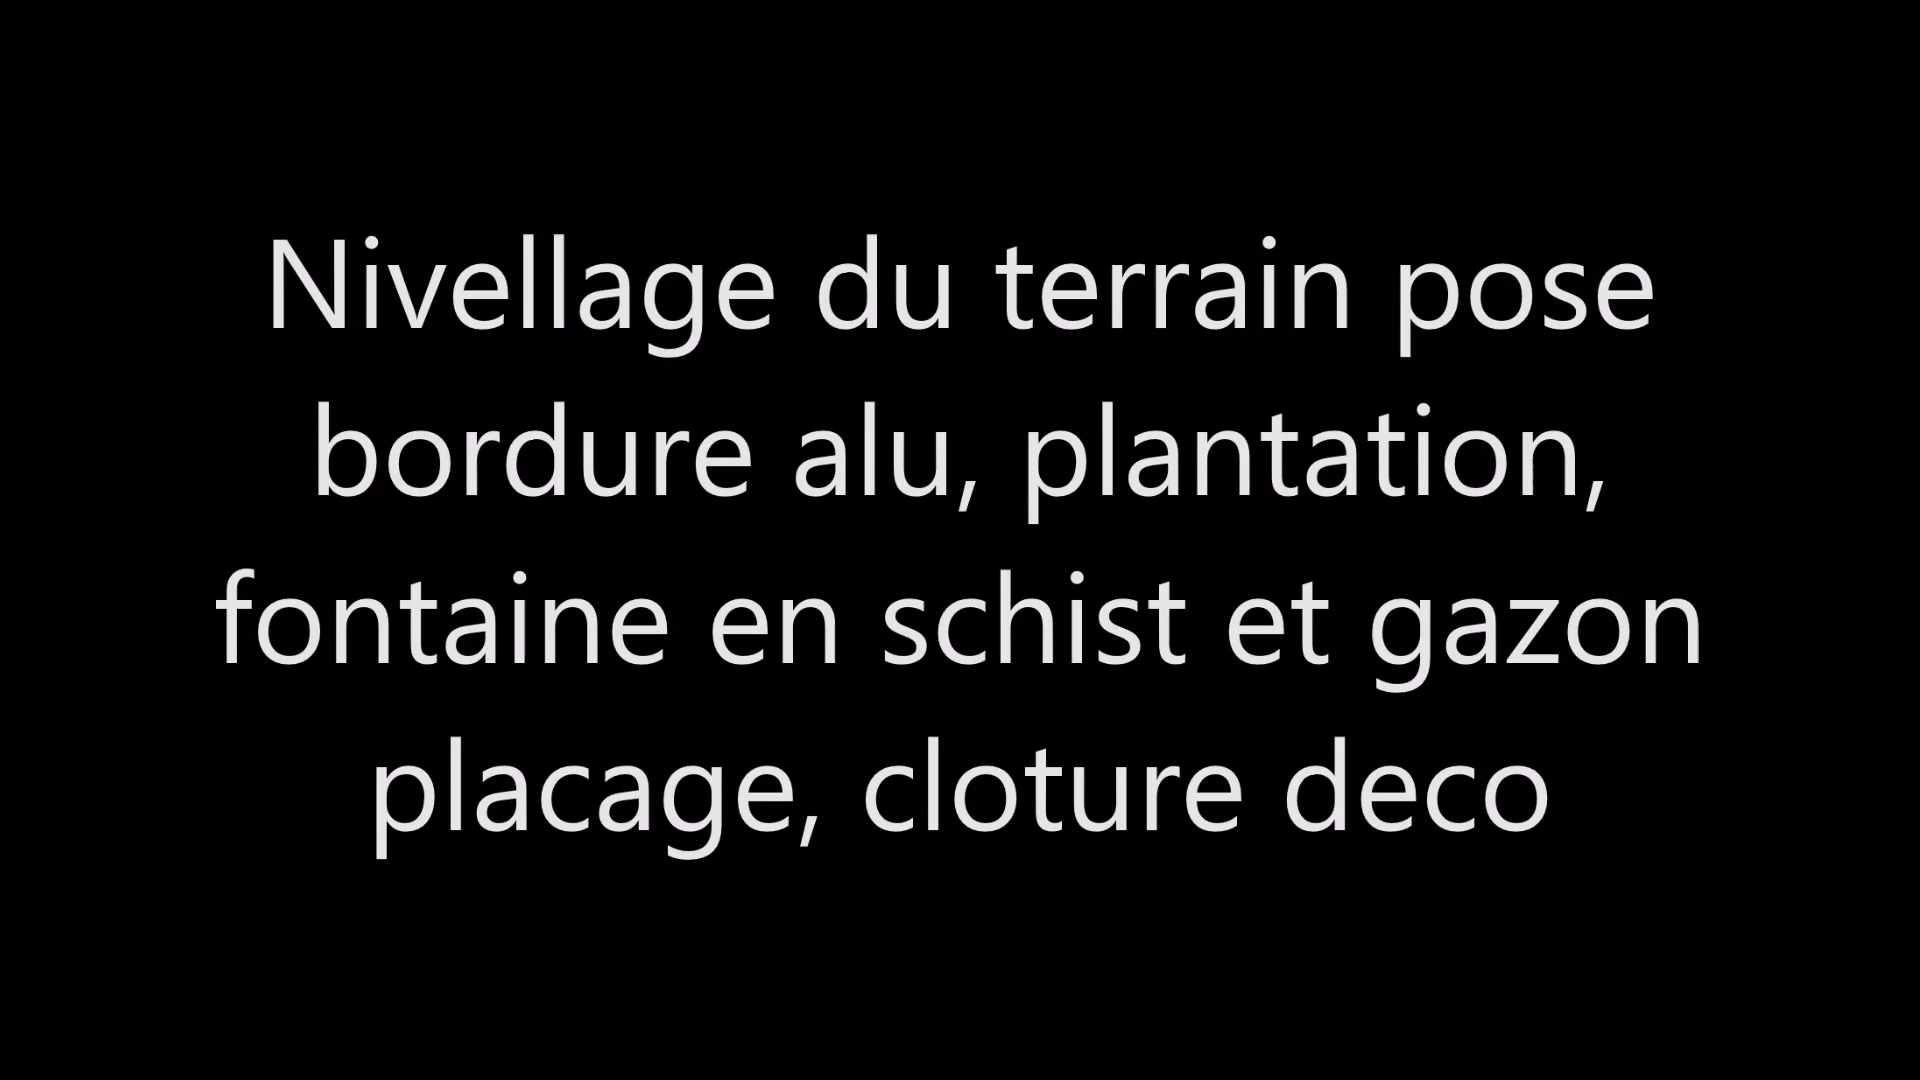 Nivellage du terrain pose
bordure alu, plantation,
fontaine en schist et gazon
placage, cloture deco